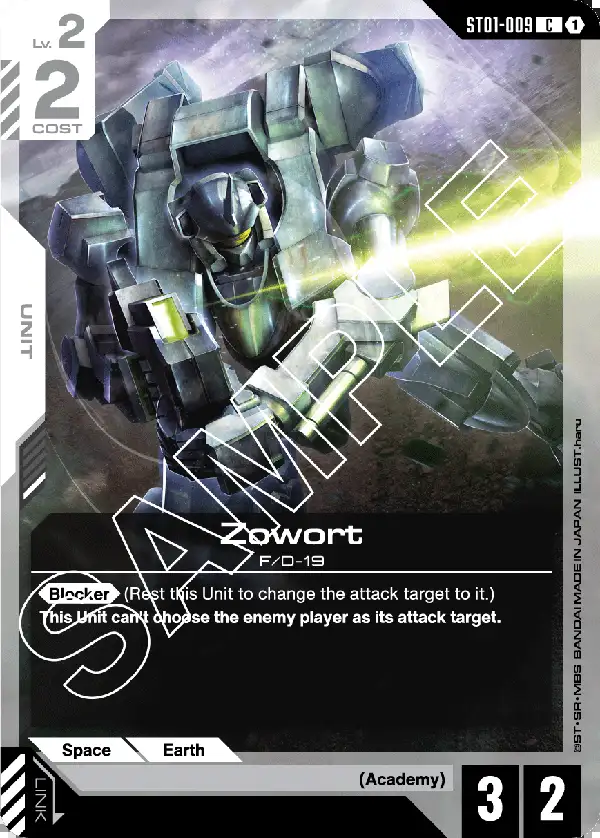 ST01-009 C 1
Lv. 2
2
COST
UNIT
SAMPLE
Zowort
F/D-19
Blocker (Rest this Unit to change the attack target to it.)
This Unit can't choose the enemy player as its attack target.
©ST・SR・MBS BANDAI MADE IN JAPAN ILLUST.haru
Space Earth
LINK
(Academy)
3 2